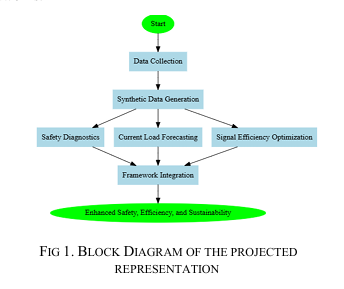 Start
Data Collection
Synthetic Data Generation
Safety Diagnostics
Current Load Forecasting
Signal Efficiency Optimization
Framework Integration
Enhanced Safety, Efficiency, and Sustainability
FIG 1. BLOCK DIAGRAM OF THE PROJECTED
REPRESENTATION